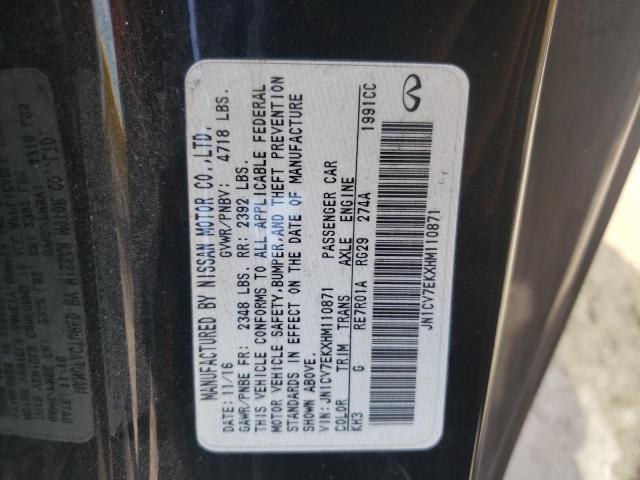 MANUFACTURED BY NISSAN MOTOR CO.,LTD.
DATE: 11/16 GVWR/PNBV: 4718 LBS.
GAWR/PNBE FR: 2348 LBS. RR: 2392 LBS.
THIS VEHICLE CONFORMS TO ALL APPLICABLE FEDERAL
MOTOR VEHICLE SAFETY,BUMPER,AND THEFT PREVENTION
STANDARDS IN EFFECT ON THE DATE OF MANUFACTURE
SHOWN ABOVE.
VIN: JN1CV7EKXHM110871 PASSENGER CAR
COLOR TRIM TRANS AXLE ENGINE
KH3 G RE7R01A RG29 274A 1991CC
JN1CV7EKXHM110871